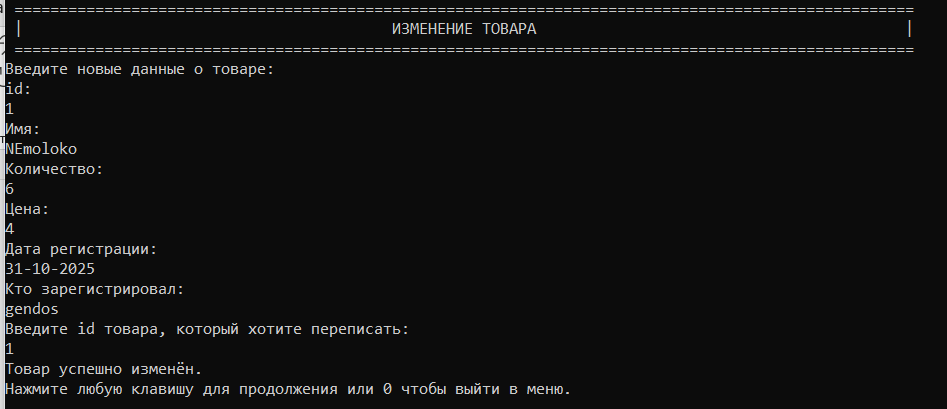 ====================================================================================================
|                                         ИЗМЕНЕНИЕ ТОВАРА                                         |
====================================================================================================
Введите новые данные о товаре:
id:
1
Имя:
NEmoloko
Количество:
6
Цена:
4
Дата регистрации:
31-10-2025
Кто зарегистрировал:
gendos
Введите id товара, который хотите переписать:
1
Товар успешно изменён.
Нажмите любую клавишу для продолжения или 0 чтобы выйти в меню.